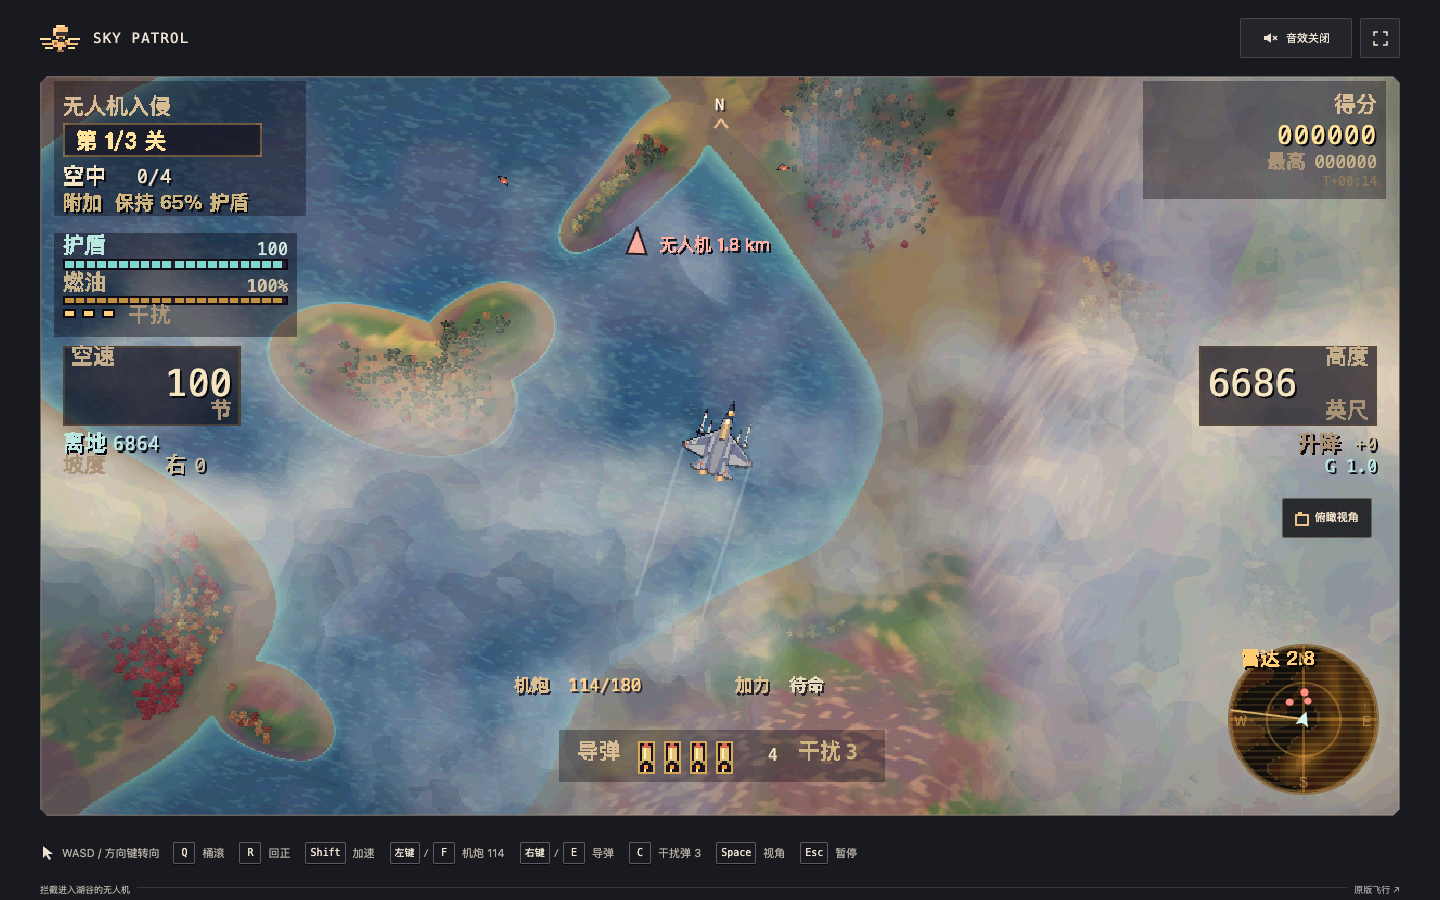 SKY PATROL
音效关闭
无人机入侵
第 1/3 关
空中 0/4
附加 保持 65% 护盾
护盾 100
燃油 100%
干扰
空速
100
节
离地 6864
坡度 右 0
N
无人机 1.8 km
得分
000000
最高 000000
T+00:14
高度
6686
英尺
升降 +0
G 1.0
俯瞰视角
雷达 2.8
N
W E
S
机炮 114/180 加力 待命
导弹 4 干扰 3
WASD / 方向键转向 Q 桶滚 R 回正 Shift 加速 左键 / F 机炮 114 右键 / E 导弹 C 干扰弹 3 Space 视角 Esc 暂停
拦截进入湖谷的无人机
原版飞行 ↗